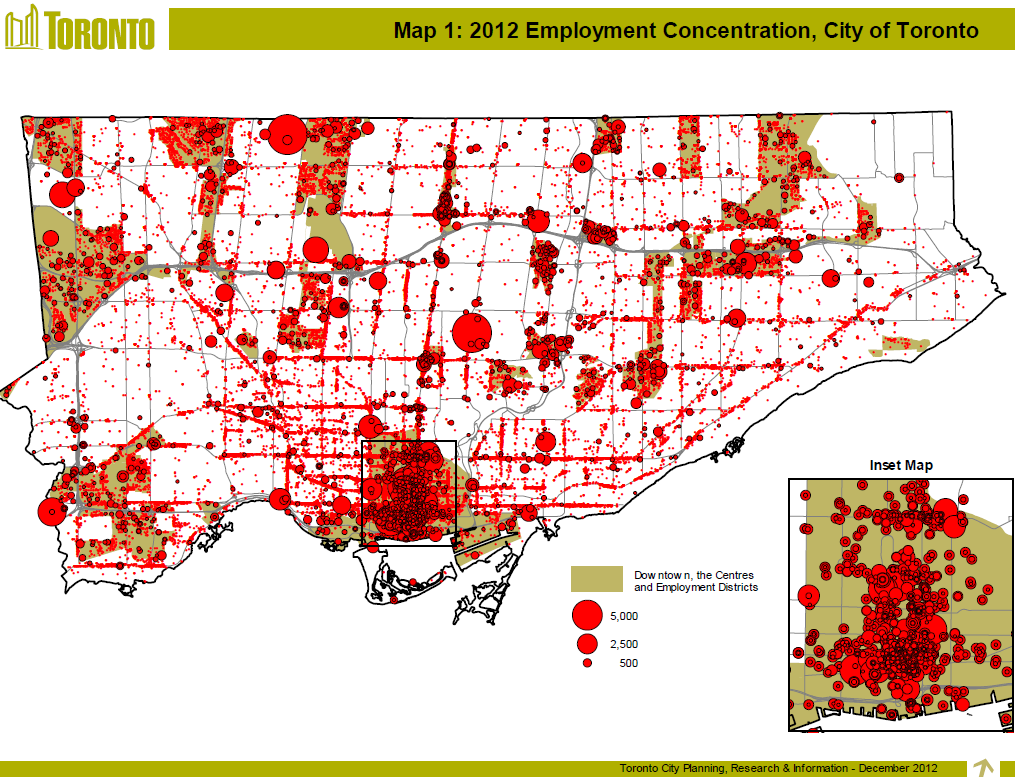 TORONTO
Map 1: 2012 Employment Concentration, City of Toronto
Inset Map
Downtown, the Centres
and Employment Districts
5,000
2,500
500
Toronto City Planning, Research & Information - December 2012